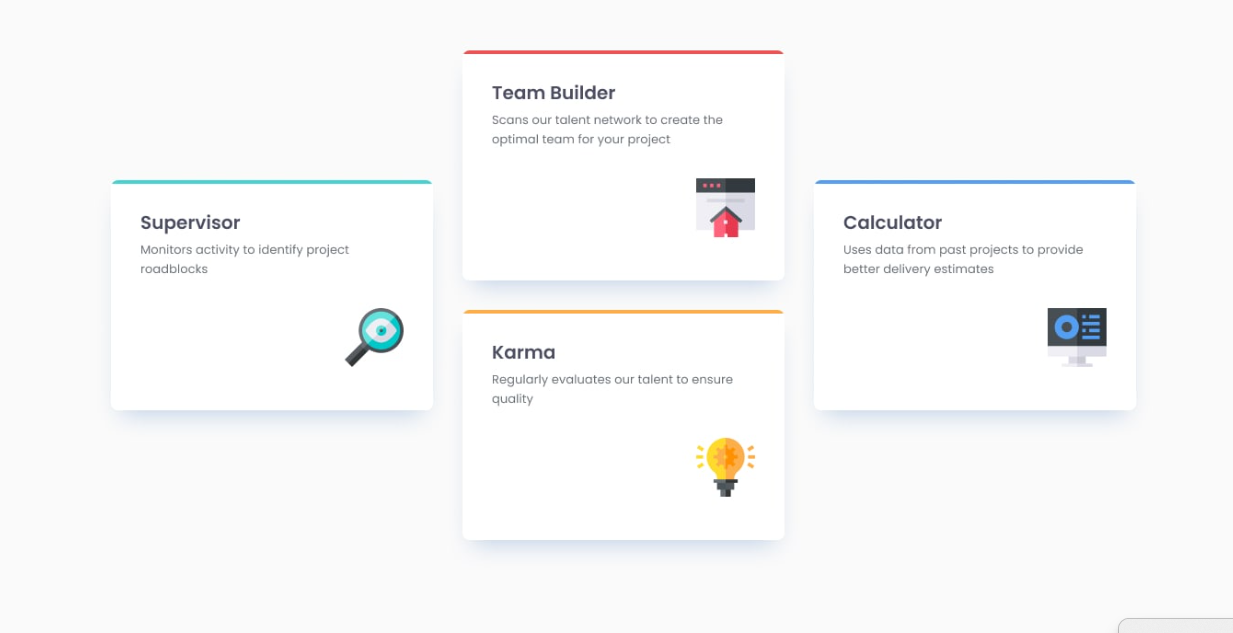 Team Builder
Scans our talent network to create the
optimal team for your project
Supervisor
Monitors activity to identify project
roadblocks
Calculator
Uses data from past projects to provide
better delivery estimates
Karma
Regularly evaluates our talent to ensure
quality